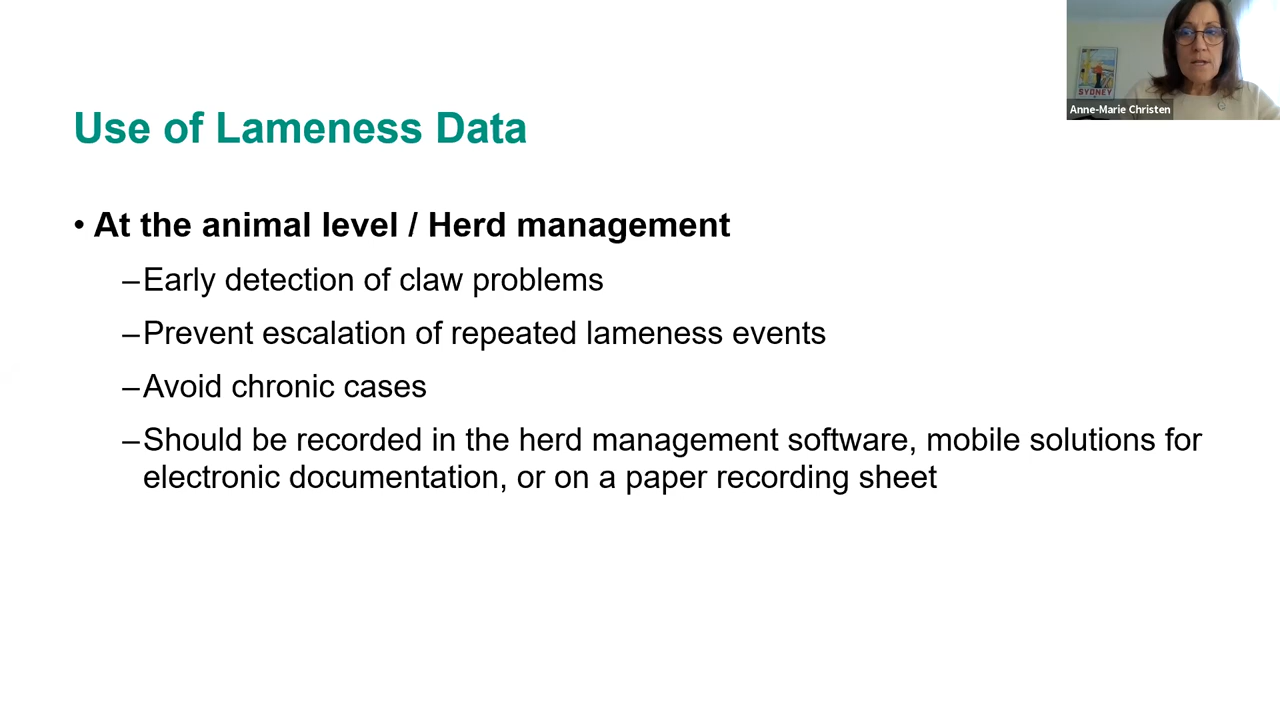 SYDNEY
Anne-Marie Christen
Use of Lameness Data
• At the animal level / Herd management
–Early detection of claw problems
–Prevent escalation of repeated lameness events
–Avoid chronic cases
–Should be recorded in the herd management software, mobile solutions for
electronic documentation, or on a paper recording sheet